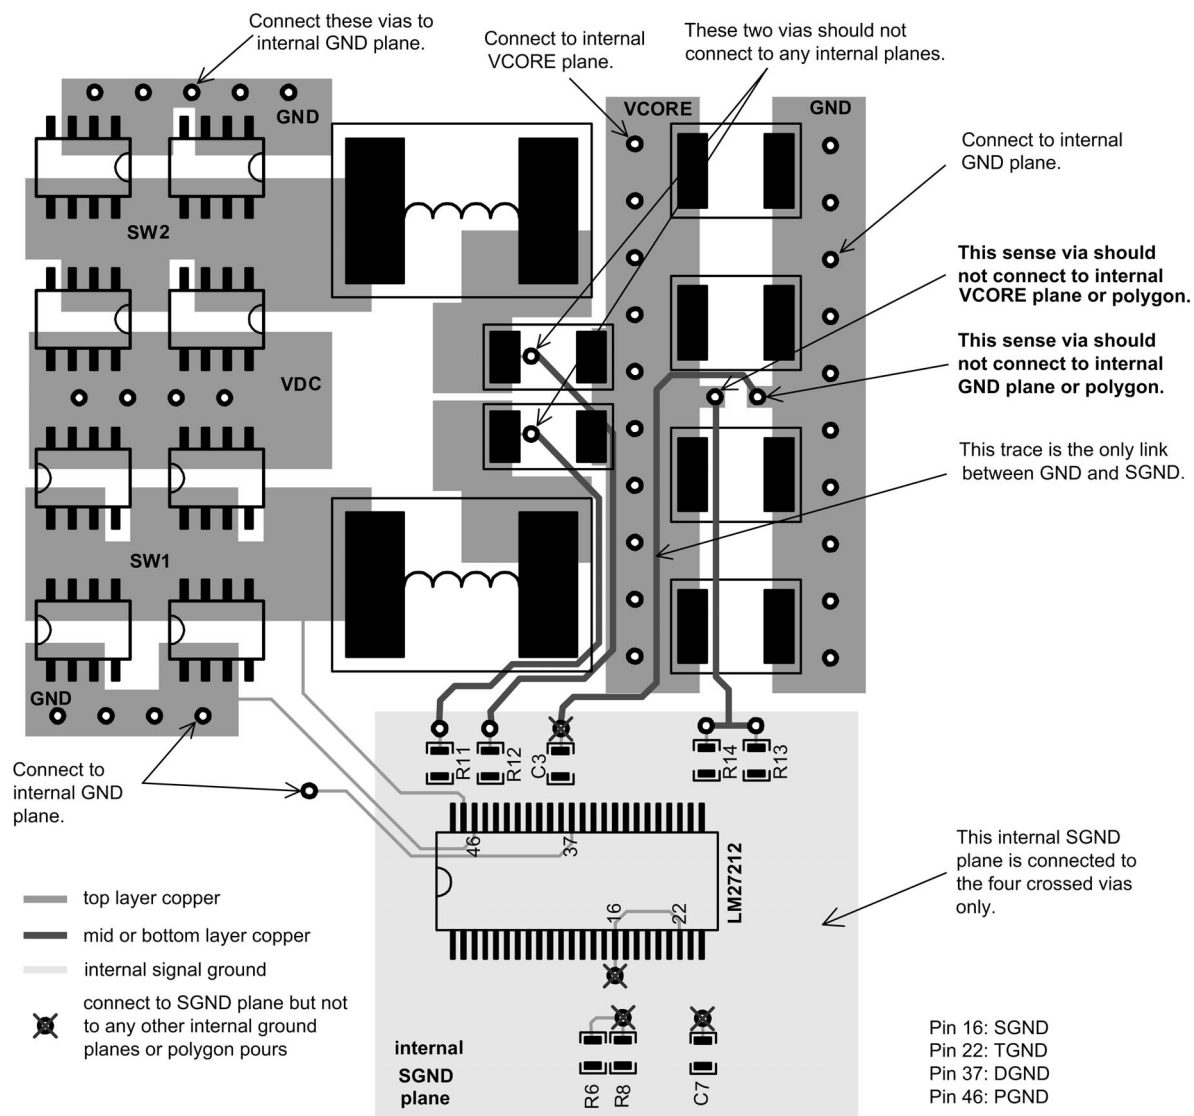 Connect these vias to
internal GND plane.
Connect to internal
VCORE plane.
These two vias should not
connect to any internal planes.
GND
VCORE
GND
Connect to internal
GND plane.
SW2
This sense via should
not connect to internal
VCORE plane or polygon.
This sense via should
not connect to internal
GND plane or polygon.
VDC
This trace is the only link
between GND and SGND.
SW1
GND
Connect to
internal GND
plane.
R11
R12
C3
R14
R13
46
37
16
22
LM27212
This internal SGND
plane is connected to
the four crossed vias
only.
top layer copper
mid or bottom layer copper
internal signal ground
connect to SGND plane but not
to any other internal ground
planes or polygon pours
internal
SGND
plane
R6
R8
C7
Pin 16: SGND
Pin 22: TGND
Pin 37: DGND
Pin 46: PGND